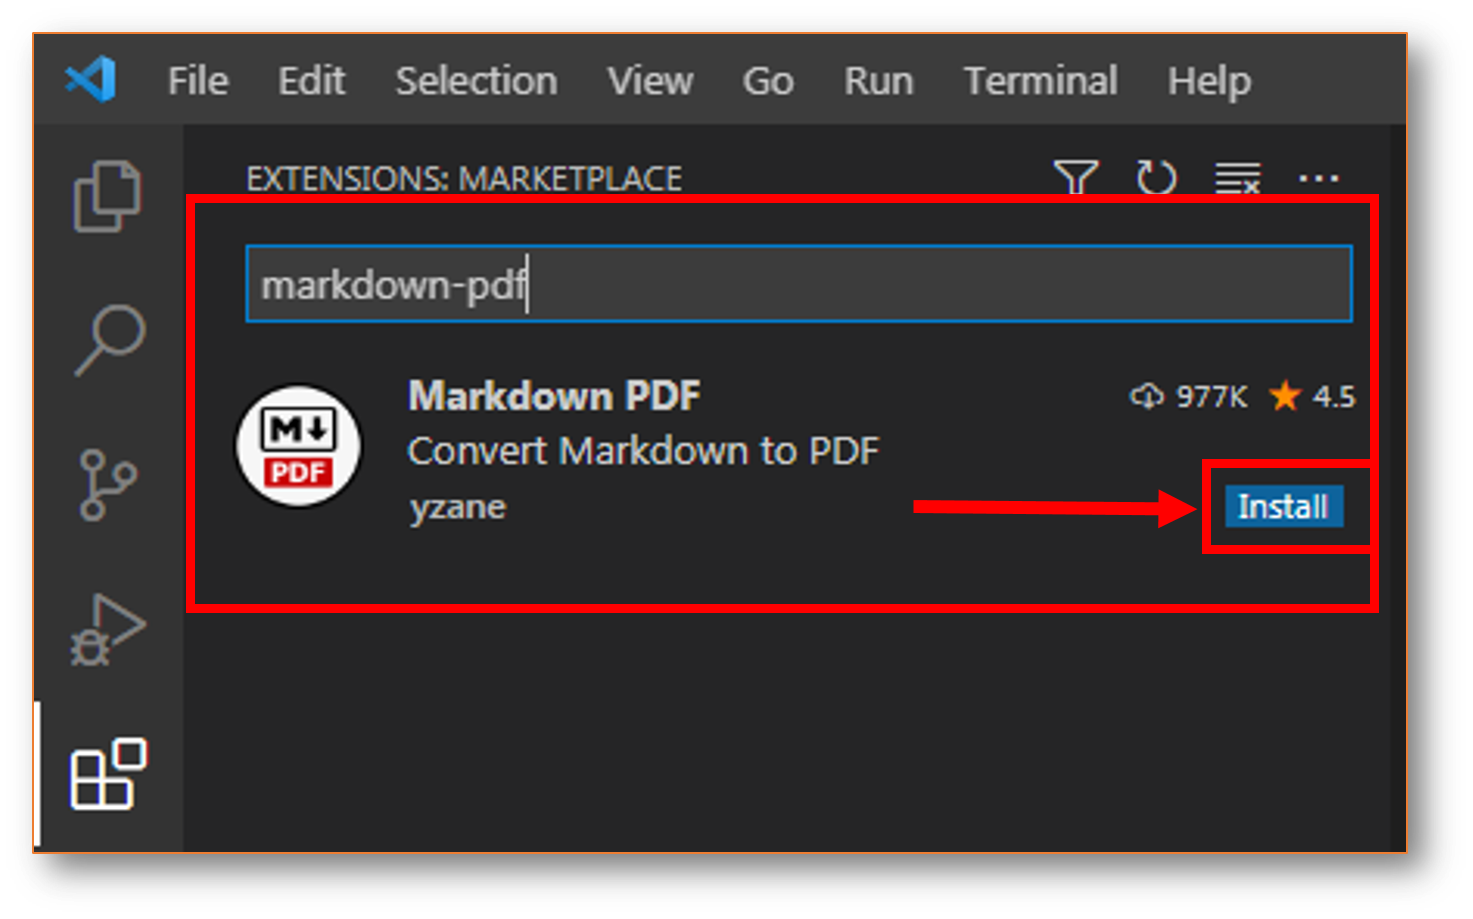 File Edit Selection View Go Run Terminal Help
EXTENSIONS: MARKETPLACE
markdown-pdf
Markdown PDF 977K 4.5
Convert Markdown to PDF
yzane Install
M
PDF